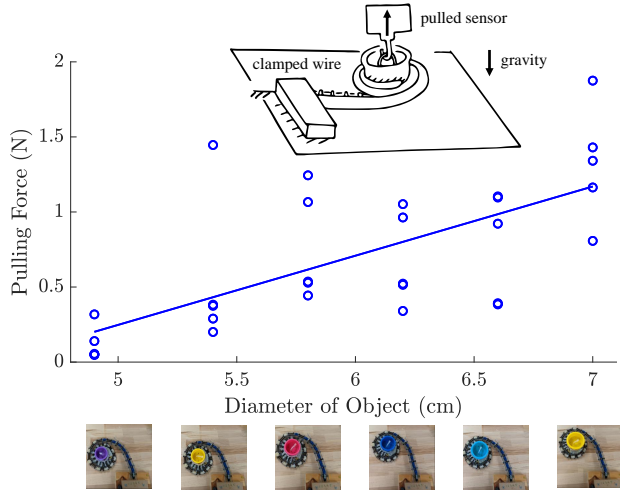 pulled sensor
clamped wire
gravity
2
1.5
1
0.5
0
Pulling Force (N)
5
5.5
6
6.5
7
Diameter of Object (cm)